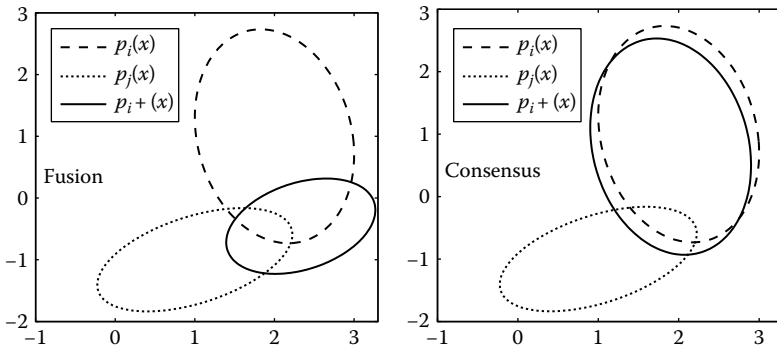 3
2
1
0
−1
−2
−1
0
1
2
3
p_i(x)
p_j(x)
p_i + (x)
Fusion
3
2
1
0
−1
−2
−1
0
1
2
3
p_i(x)
p_j(x)
p_i + (x)
Consensus